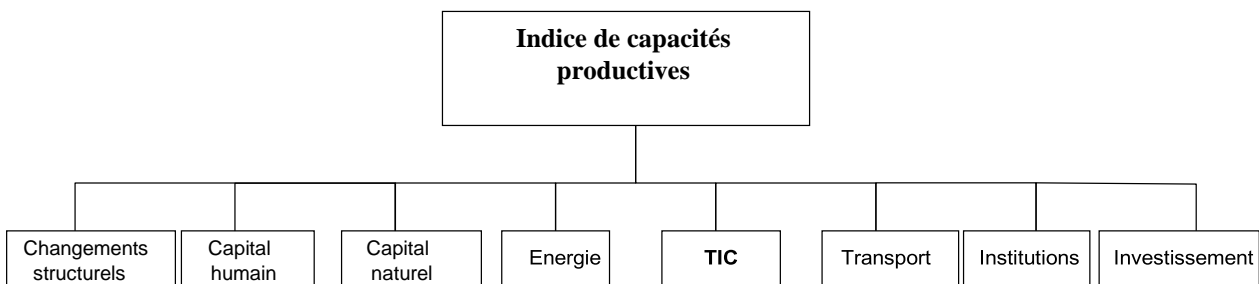 Indice de capacités
productives
Changements
structurels
Capital
humain
Capital
naturel
Energie
TIC
Transport
Institutions
Investissement